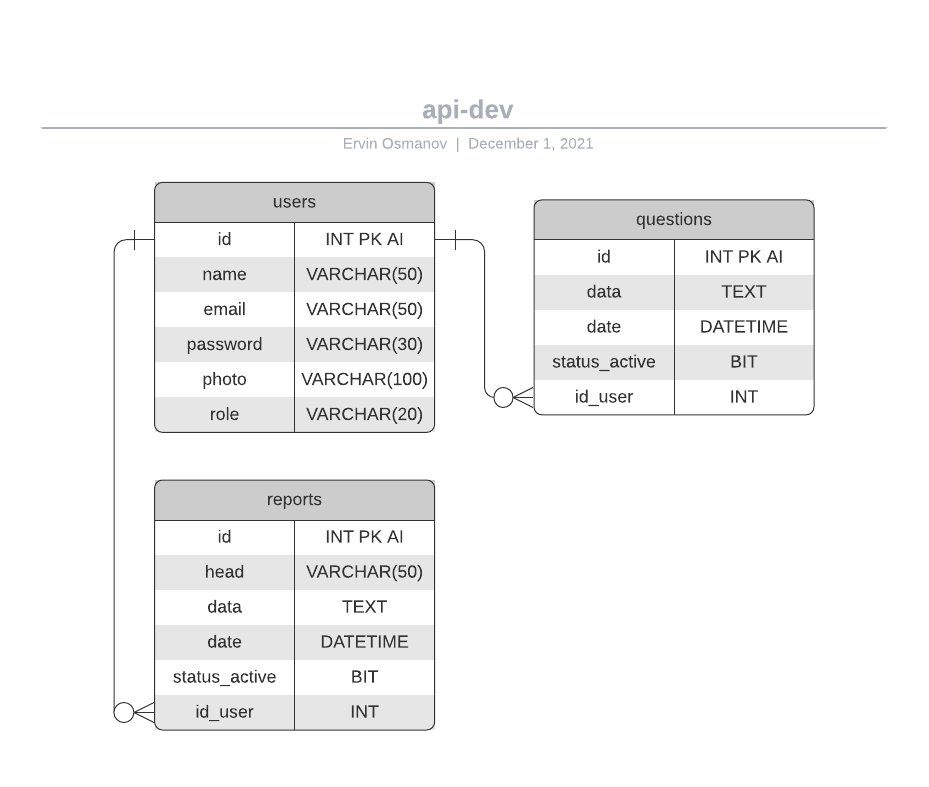 api-dev
Ervin Osmanov | December 1, 2021
users
id INT PK AI
name VARCHAR(50)
email VARCHAR(50)
password VARCHAR(30)
photo VARCHAR(100)
role VARCHAR(20)
questions
id INT PK AI
data TEXT
date DATETIME
status_active BIT
id_user INT
reports
id INT PK AI
head VARCHAR(50)
data TEXT
date DATETIME
status_active BIT
id_user INT